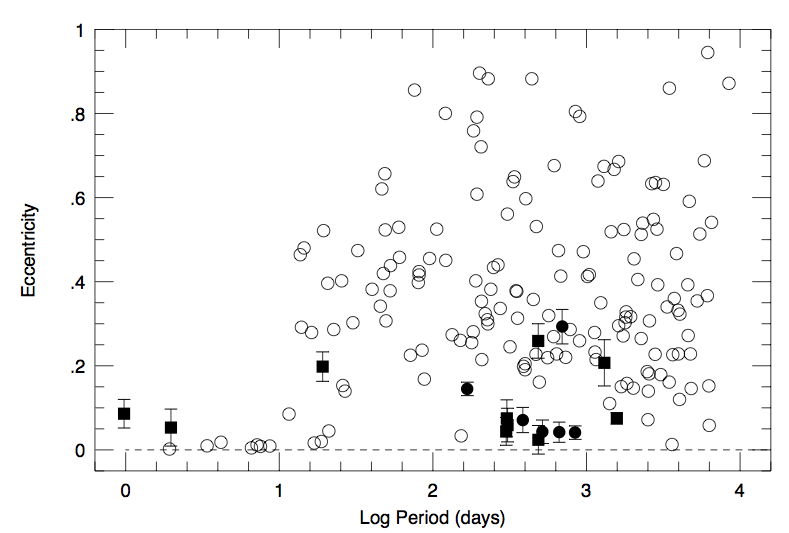 1
.8
.6
.4
.2
0
Eccentricity
0 1 2 3 4
Log Period (days)